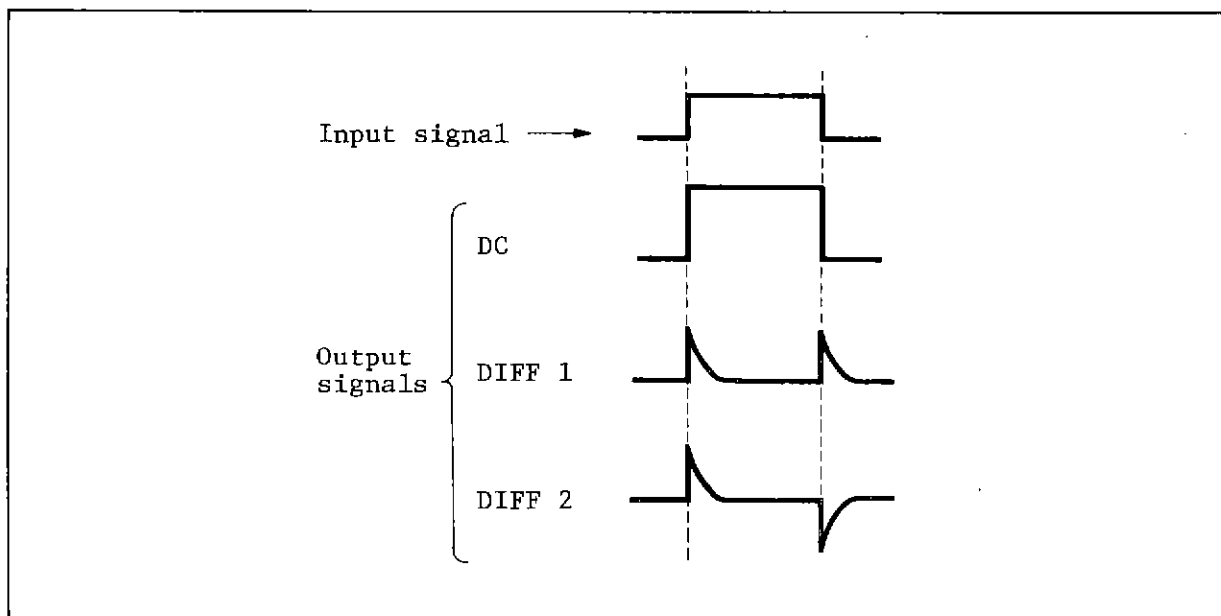 Input signal
DC
Output
signals
DIFF 1
DIFF 2